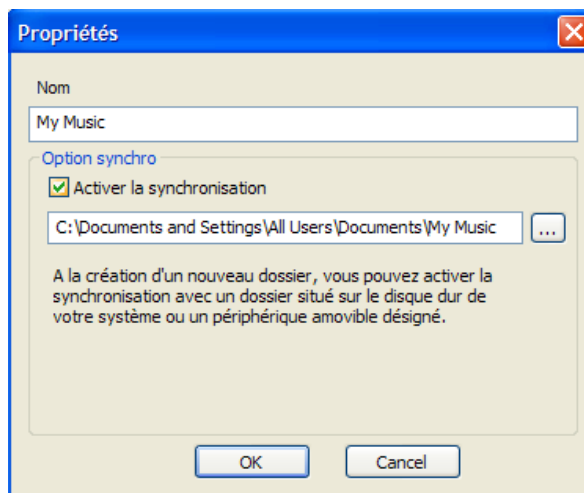 Propriétés
Nom
My Music
Option synchro
Activer la synchronisation
C:\Documents and Settings\All Users\Documents\My Music
...
A la création d'un nouveau dossier, vous pouvez activer la
synchronisation avec un dossier situé sur le disque dur de
votre système ou un périphérique amovible désigné.
OK
Cancel